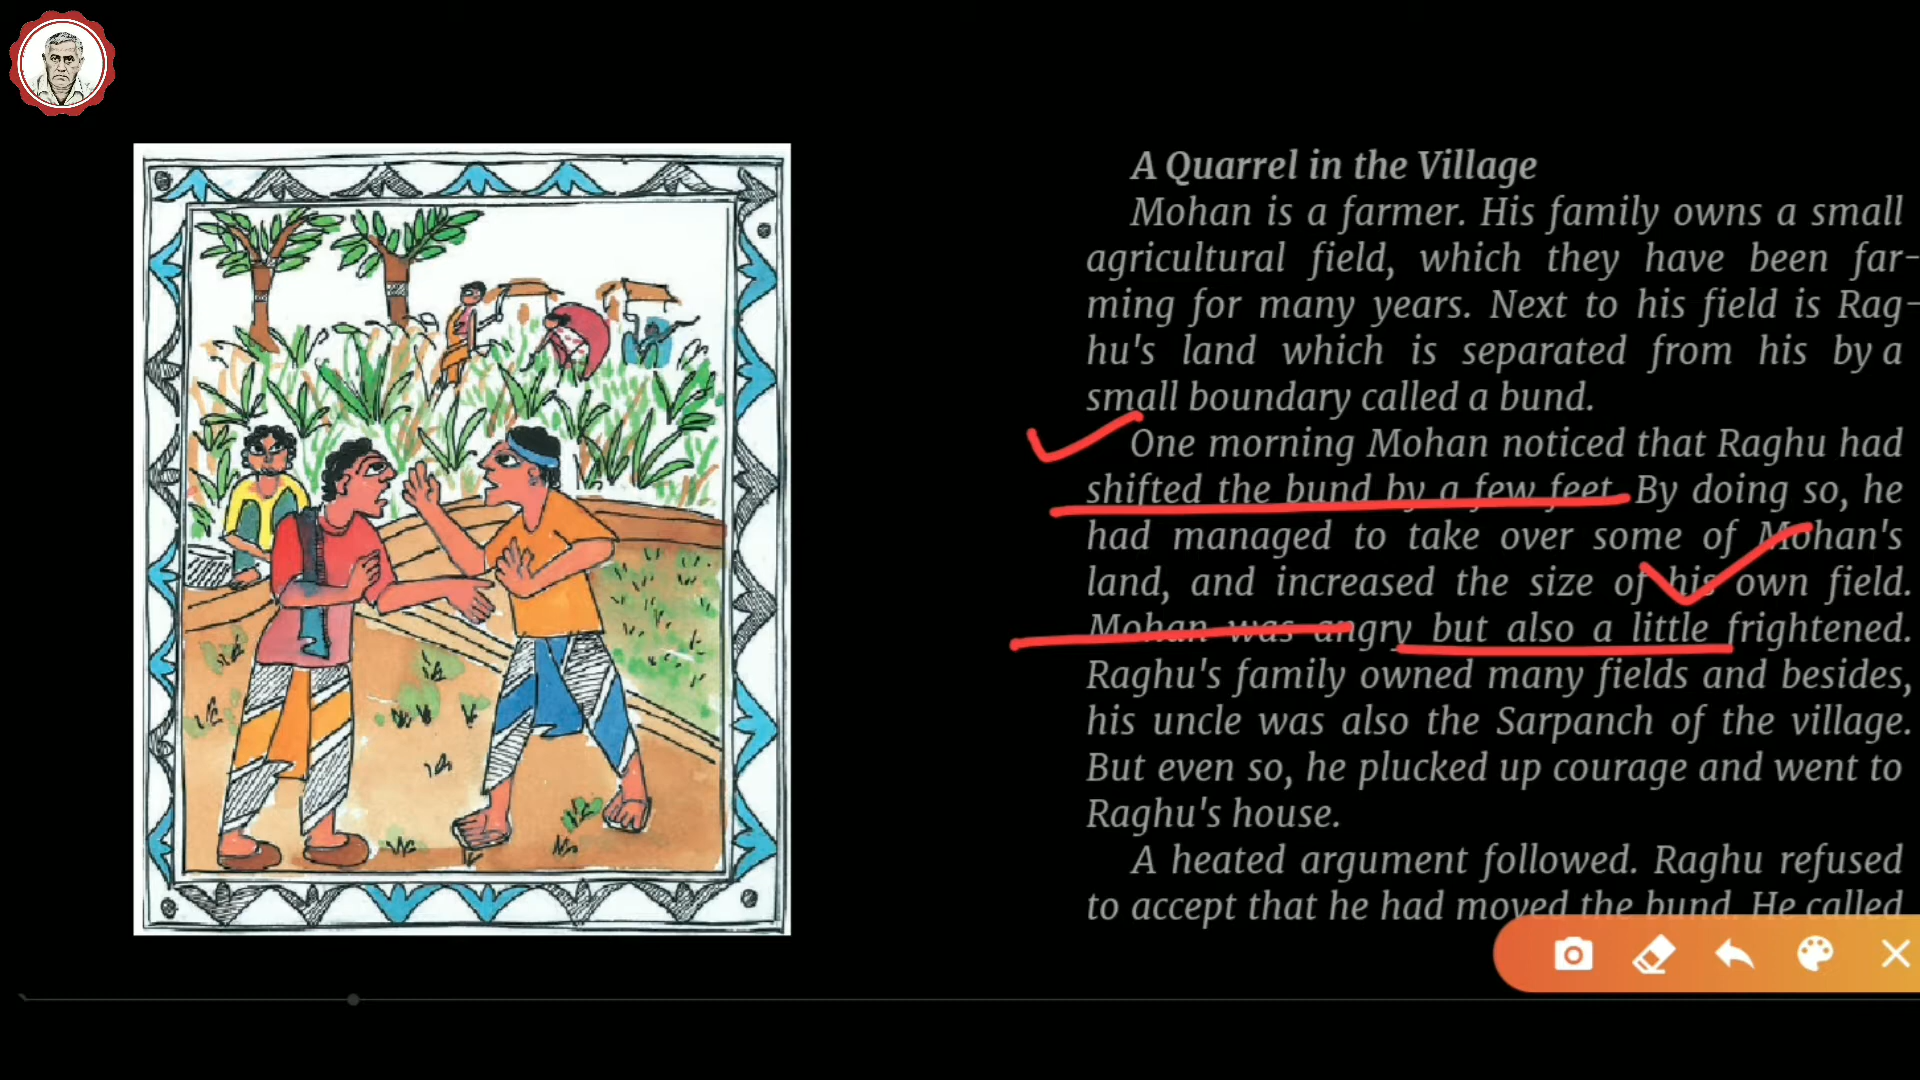 A Quarrel in the Village
Mohan is a farmer. His family owns a small
agricultural field, which they have been far-
ming for many years. Next to his field is Rag-
hu's land which is separated from his by a
small boundary called a bund.
One morning Mohan noticed that Raghu had
shifted the bund by a few feet. By doing so, he
had managed to take over some of Mohan's
land, and increased the size of his own field.
Mohan was angry but also a little frightened.
Raghu's family owned many fields and besides,
his uncle was also the Sarpanch of the village.
But even so, he plucked up courage and went to
Raghu's house.
A heated argument followed. Raghu refused
to accept that he had moved the bund. He called